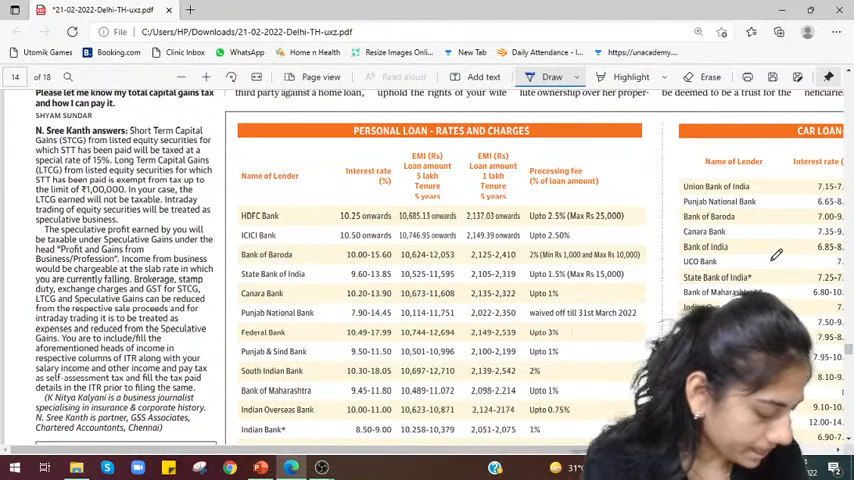 *21-02-2022-Delhi-TH-uxz.pdf
File
C:/Users/HP/Downloads/21-02-2022-Delhi-TH-uxz.pdf
Utomik Games
Booking.com
Clinic Inbox
WhatsApp
Home n Health
Resize Images Onl...
New Tab
Daily Attendance - I...
https://unacademy...
14 of 18
Page view
Read aloud
Add text
Draw
Highlight
Erase
Please let me know my total capital gains tax
and how I can pay it.
SHYAM SUNDAR
N. Sree Kanth answers: Short Term Capital
Gains (STCG) from listed equity securities for
which STT has been paid will be taxed at a
special rate of 15%. Long Term Capital Gains
(LTCG) from listed equity securities for which
STT has been paid is exempt from tax up to
the limit of ₹1,00,000. In your case, the
LTCG earned will not be taxable. Intraday
trading of equity securities will be treated as
speculative business.
The speculative profit earned by you will
be taxable under Speculative Gains under the
head "Profit and Gains from
Business/Profession". Income from business
would be chargeable at the slab rate in which
you are currently falling. Brokerage, stamp
duty, exchange charges and GST for STCG,
LTCG and Speculative Gains can be reduced
from the respective sale proceeds and for
intraday trading it is to be treated as
expenses and reduced from the Speculative
Gains. You are to include/fill the
aforementioned heads of income in
respective columns of ITR along with your
salary income and other income and pay tax
as self-assessment tax and fill the tax paid
details in the ITR prior to filing the same.
(K Nitya Kalyani is a business journalist
specialising in insurance & corporate history.
N. Sree Kanth is partner, GSS Associates,
Chartered Accountants, Chennai)
third party against a home loan,
uphold the rights of your wife
lute ownership over her proper-
be deemed to be a trust for the
PERSONAL LOAN - RATES AND CHARGES
Name of Lender
Interest rate
(%)
EMI (Rs)
Loan amount
5 lakh
Tenure
5 years
EMI (Rs)
Loan amount
1 lakh
Tenure
5 years
Processing fee
(% of loan amount)
HDFC Bank 10.25 onwards 10,685.13 onwards 2,137.03 onwards Upto 2.5% (Max Rs 25,000)
ICICI Bank 10.50 onwards 10,746.95 onwards 2,149.39 onwards Upto 2.50%
Bank of Baroda 10.00-15.60 10,624-12,053 2,125-2,410 2% (Min Rs 1,000 and Max Rs 10,000)
State Bank of India 9.60-13.85 10,525-11,595 2,105-2,319 Upto 1.5% (Max Rs 15,000)
Canara Bank 10.20-13.90 10,673-11,608 2,135-2,322 Upto 1%
Punjab National Bank 7.90-14.45 10,114-11,751 2,022-2,350 waived off till 31st March 2022
Federal Bank 10.49-17.99 10,744-12,694 2,149-2,539 Upto 3%
Punjab & Sind Bank 9.50-11.50 10,501-10,996 2,100-2,199 Upto 1%
South Indian Bank 10.30-18.05 10,697-12,710 2,139-2,542 2%
Bank of Maharashtra 9.45-11.80 10,489-11,072 2,098-2,214 Upto 1%
Indian Overseas Bank 10.00-11.00 10,623-10,871 2,124-2174 Upto 0.75%
Indian Bank* 8.50-9.00 10.258-10,379 2,051-2,075 1%
CAR LOAN
Name of Lender
Interest rate
Union Bank of India 7.15-7.
Punjab National Bank 6.65-8.
Bank of Baroda 7.00-9.
Canara Bank 7.35-9.
Bank of India 6.85-8.
UCO Bank 7.
State Bank of India* 7.25-7.
Bank of 6.80-10.
7.50-9.
7.95-8.
7.95-10.
8.10-9.
9.10-10.
12.00-14.
6.90-7.
31°